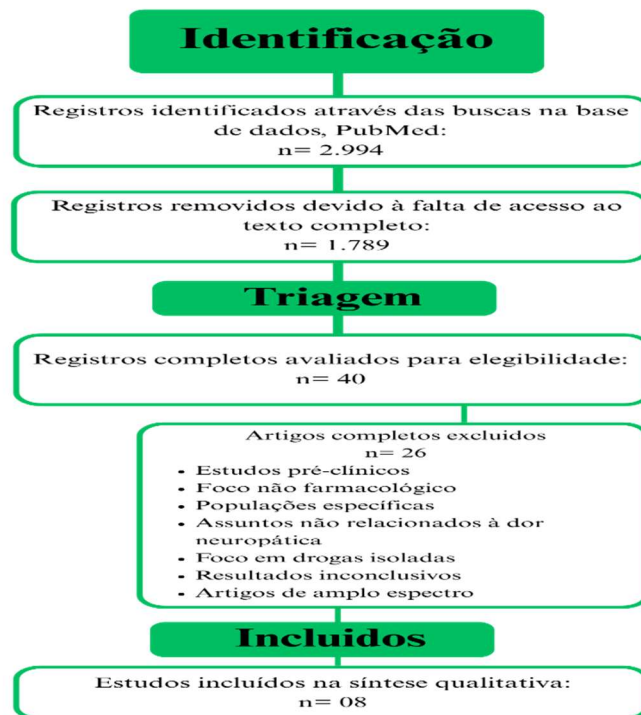 Identificação
Registros identificados através das buscas na base
de dados, PubMed:
n= 2.994
Registros removidos devido à falta de acesso ao
texto completo:
n= 1.789
Triagem
Registros completos avaliados para elegibilidade:
n= 40
Artigos completos excluidos
n= 26
• Estudos pré-clínicos
• Foco não farmacológico
• Populações específicas
• Assuntos não relacionados à dor
neuropática
• Foco em drogas isoladas
• Resultados inconclusivos
• Artigos de amplo espectro
Incluidos
Estudos incluídos na síntese qualitativa:
n= 08